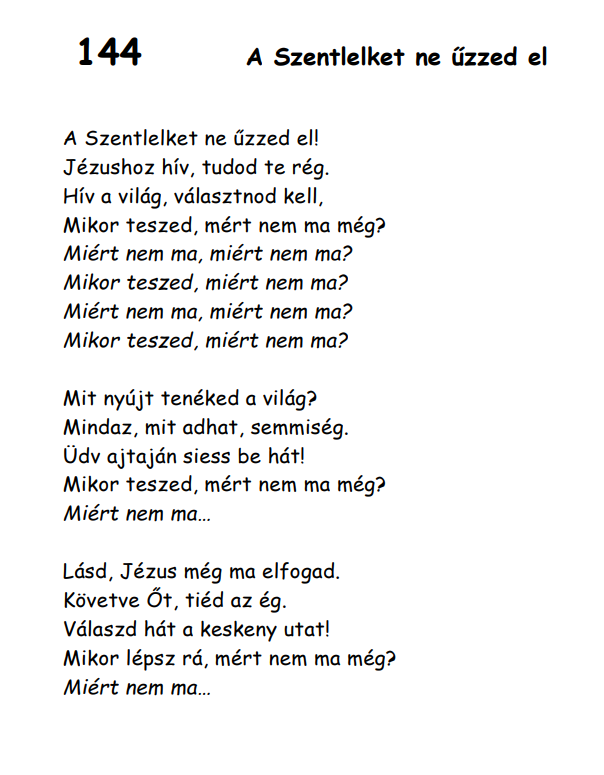 144 A Szentlelket ne űzzed el
A Szentlelket ne űzzed el!
Jézushoz hív, tudod te rég.
Hív a világ, választnod kell,
Mikor teszed, mért nem ma még?
Miért nem ma, miért nem ma?
Mikor teszed, miért nem ma?
Miért nem ma, miért nem ma?
Mikor teszed, miért nem ma?
Mit nyújt tenéked a világ?
Mindaz, mit adhat, semmiség.
Üdv ajtaján siess be hát!
Mikor teszed, mért nem ma még?
Miért nem ma…
Lásd, Jézus még ma elfogad.
Követve Őt, tiéd az ég.
Válaszd hát a keskeny utat!
Mikor lépsz rá, mért nem ma még?
Miért nem ma…